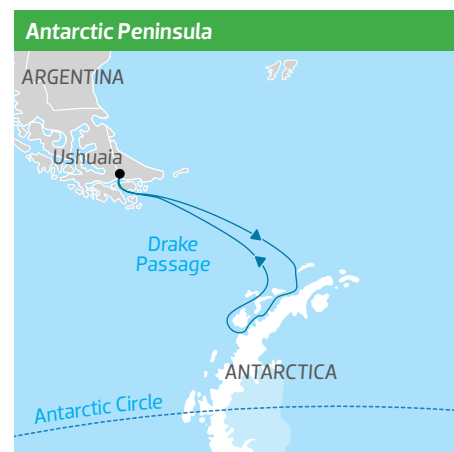 Antarctic Peninsula
ARGENTINA
Ushuaia
Drake
Passage
ANTARCTICA
Antarctic Circle